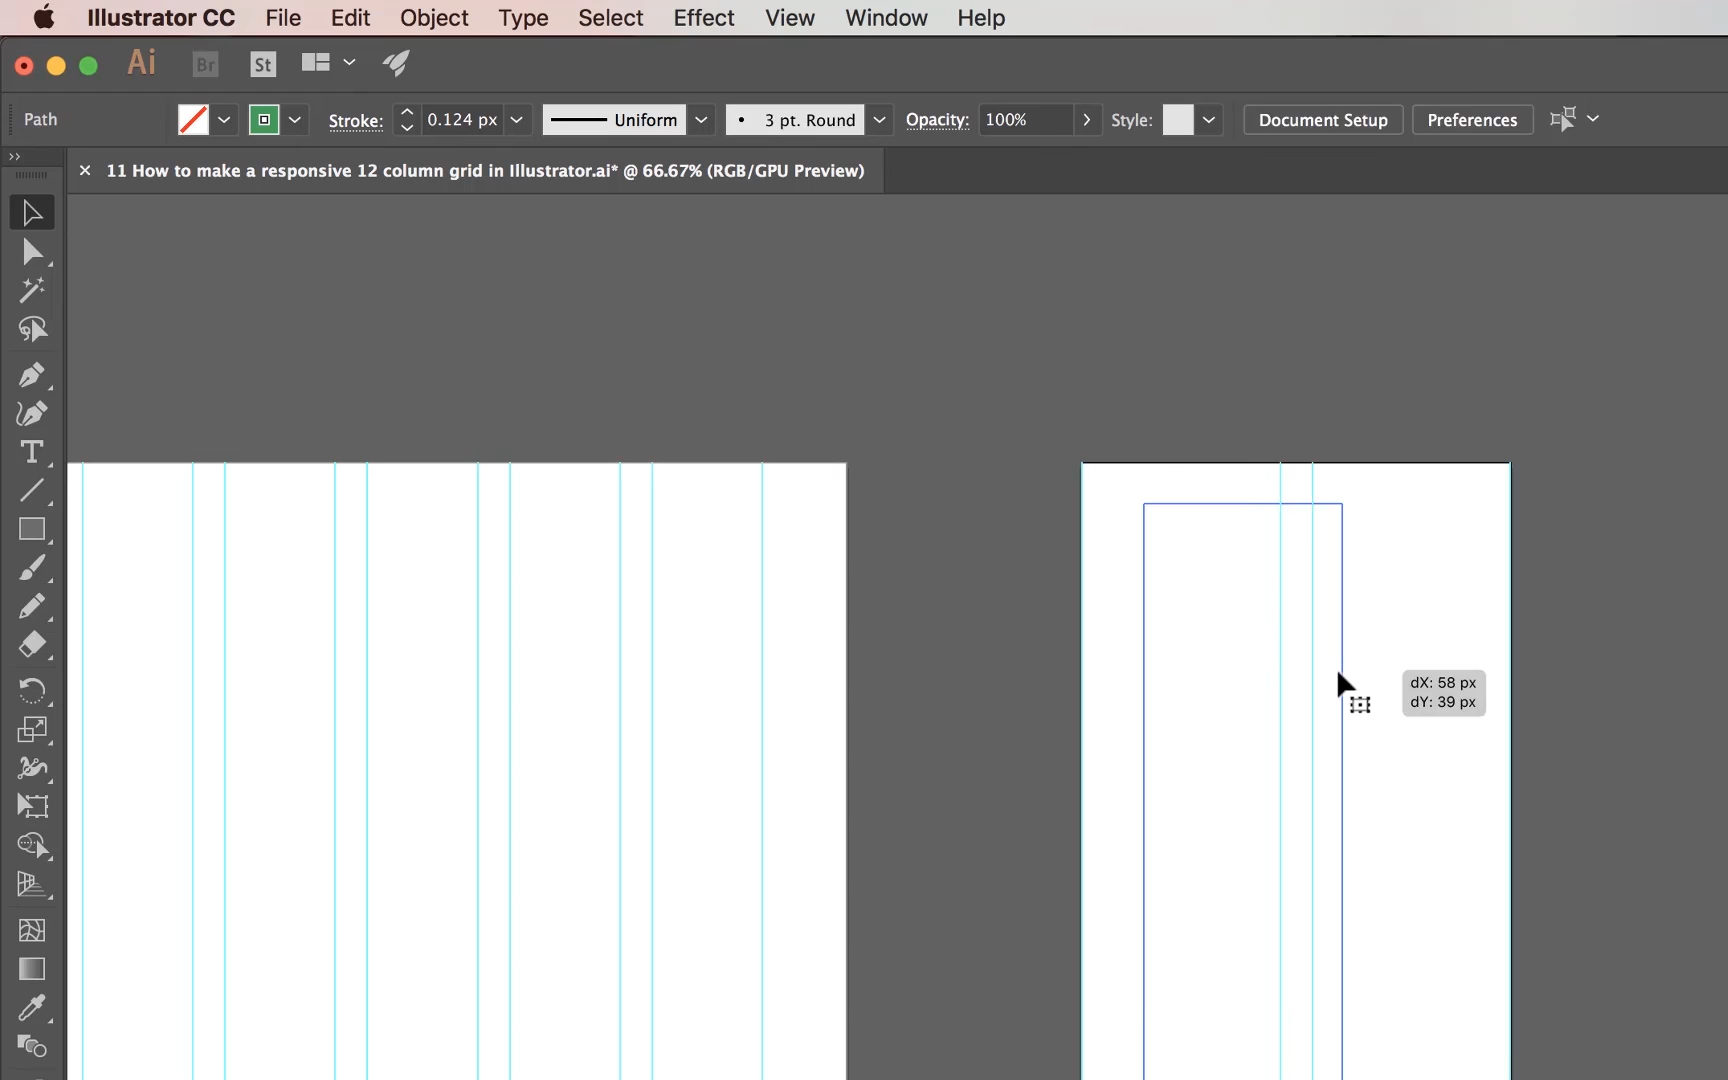 Illustrator CC File Edit Object Type Select Effect View Window Help
Ai Br St
Path Stroke: 0.124 px Uniform 3 pt. Round Opacity: 100% Style: Document Setup Preferences
11 How to make a responsive 12 column grid in Illustrator.ai* @ 66.67% (RGB/GPU Preview)
T
dX: 58 px
dY: 39 px